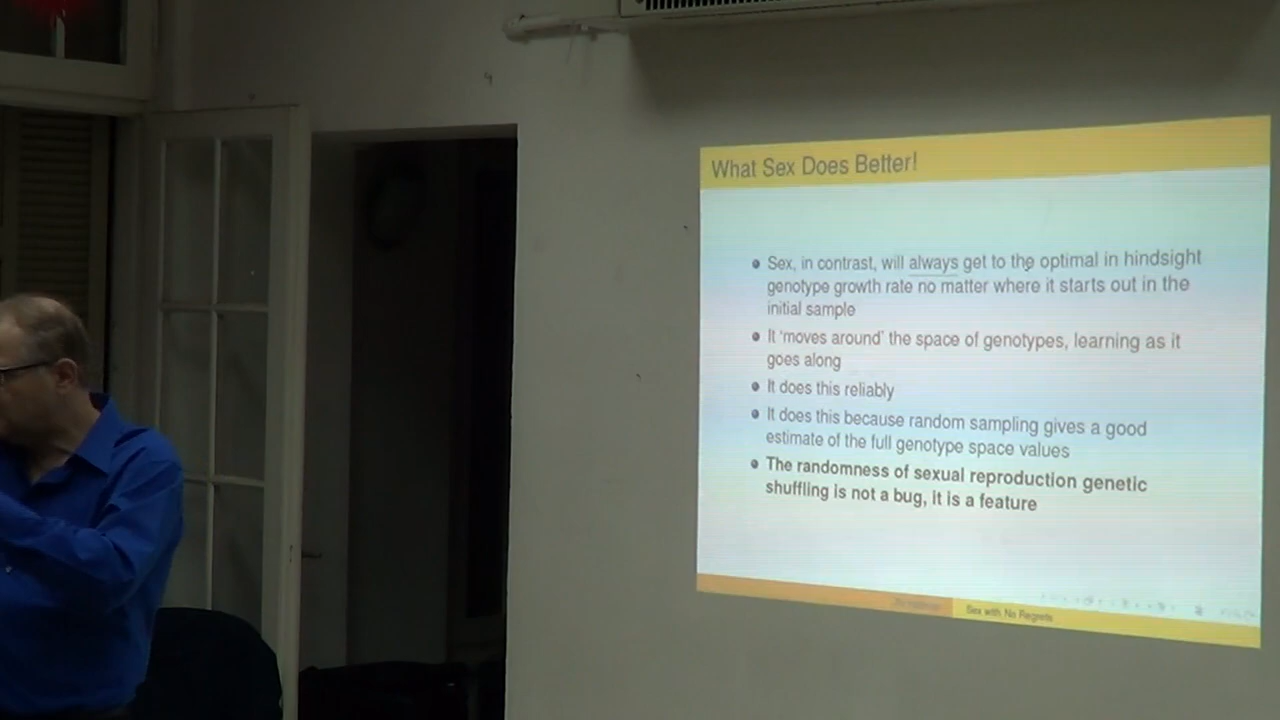 What Sex Does Better!
Sex, in contrast, will always get to the optimal in hindsight
genotype growth rate no matter where it starts out in the
initial sample
It 'moves around' the space of genotypes, learning as it
goes along
It does this reliably
It does this because random sampling gives a good
estimate of the full genotype space values
The randomness of sexual reproduction genetic
shuffling is not a bug, it is a feature
Sex with No Regrets